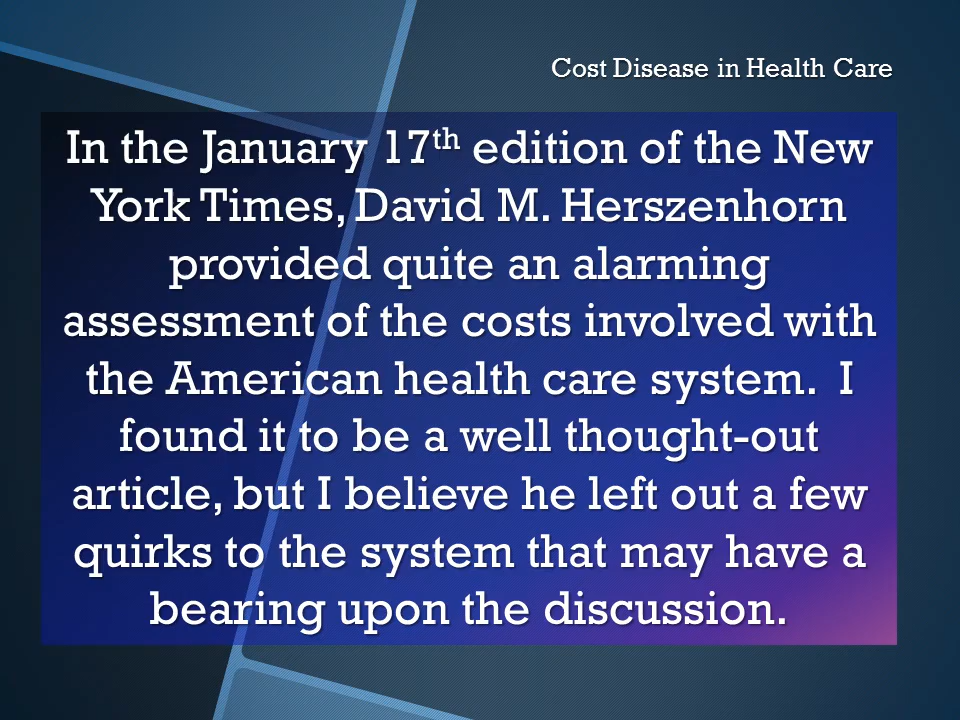 Cost Disease in Health Care
In the January 17th edition of the New
York Times, David M. Herszenhorn
provided quite an alarming
assessment of the costs involved with
the American health care system.  I
found it to be a well thought-out
article, but I believe he left out a few
quirks to the system that may have a
bearing upon the discussion.